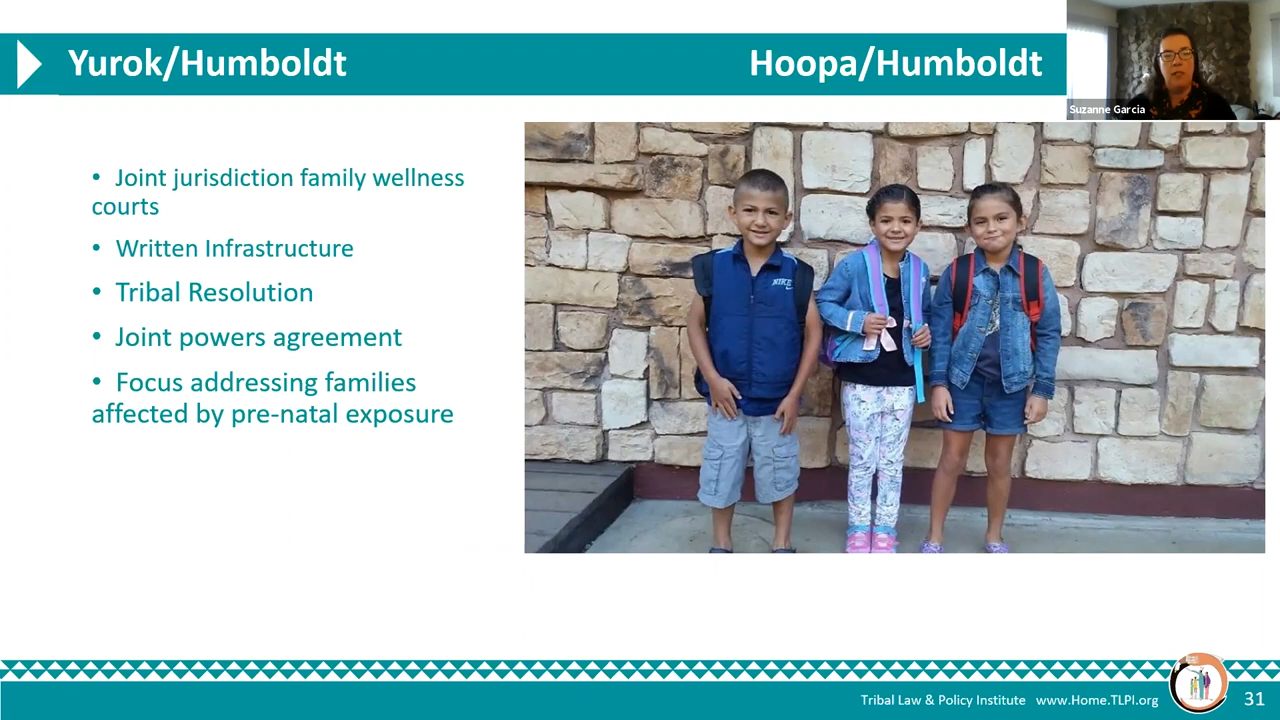 Yurok/Humboldt
Hoopa/Humboldt
Suzanne Garcia
• Joint jurisdiction family wellness
courts
• Written Infrastructure
• Tribal Resolution
• Joint powers agreement
• Focus addressing families
affected by pre-natal exposure
NIKE
Tribal Law & Policy Institute www.Home.TLPI.org
31